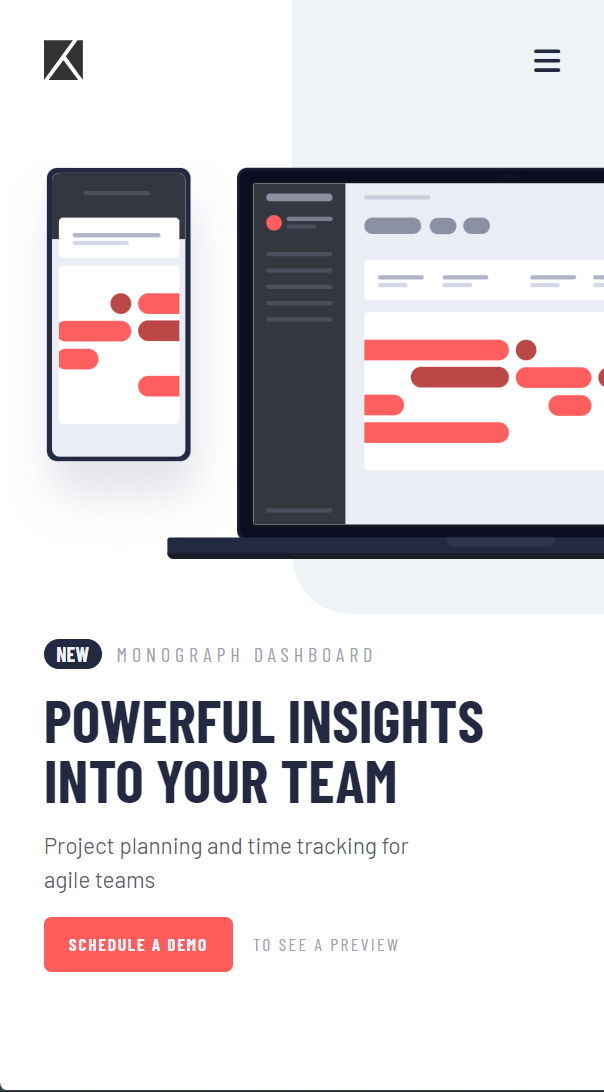 NEW MONOGRAPH DASHBOARD
POWERFUL INSIGHTS
INTO YOUR TEAM
Project planning and time tracking for
agile teams
SCHEDULE A DEMO TO SEE A PREVIEW